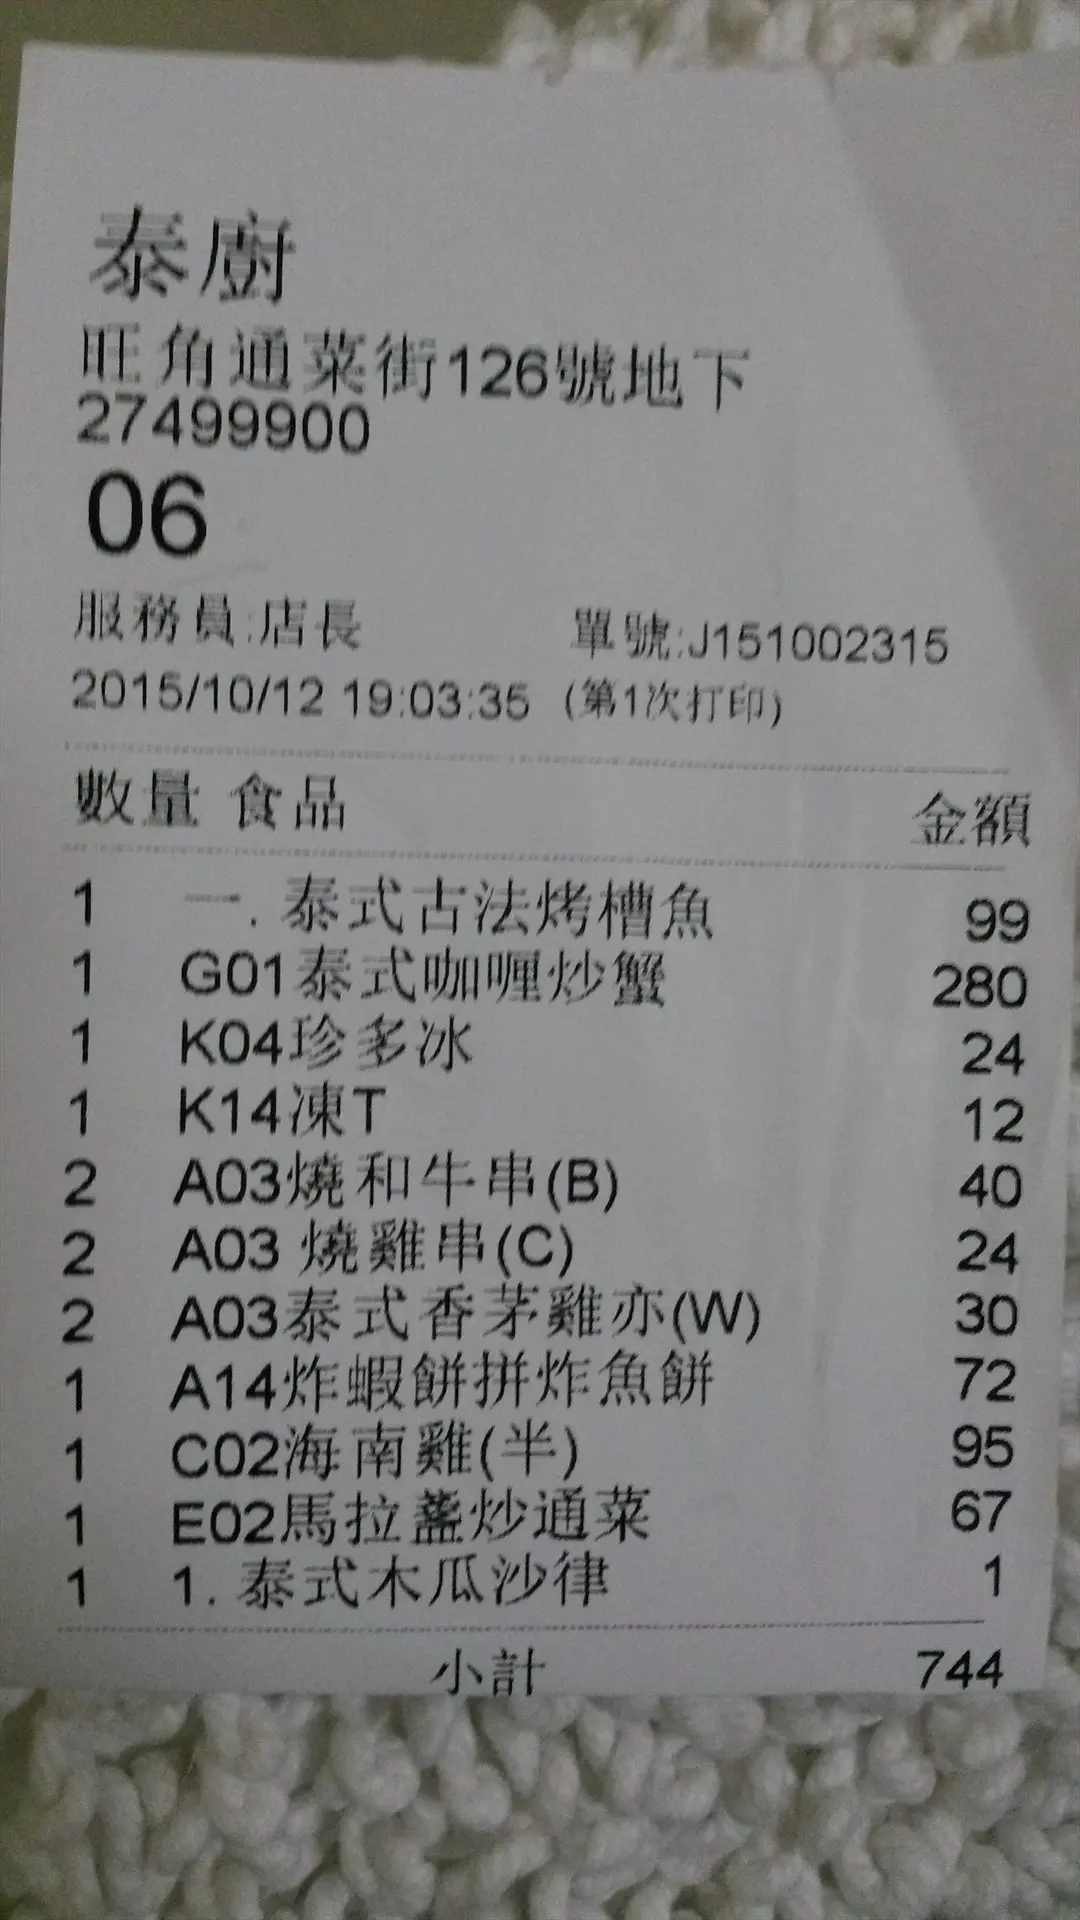 泰廚
旺角通菜街126號地下
27499900
06
服務員:店長 單號:J151002315
2015/10/12 19:03:35 (第1次打印)
數量 食品 金額
1 一. 泰式古法烤槽魚 99
1 G01泰式咖喱炒蟹 280
1 K04珍多冰 24
1 K14凍T 12
2 A03燒和牛串(B) 40
2 A03 燒雞串(C) 24
2 A03泰式香茅雞亦(W) 30
1 A14炸蝦餅拼炸魚餅 72
1 C02海南雞(半) 95
1 E02馬拉盞炒通菜 67
1 1. 泰式木瓜沙律 1
小計 744